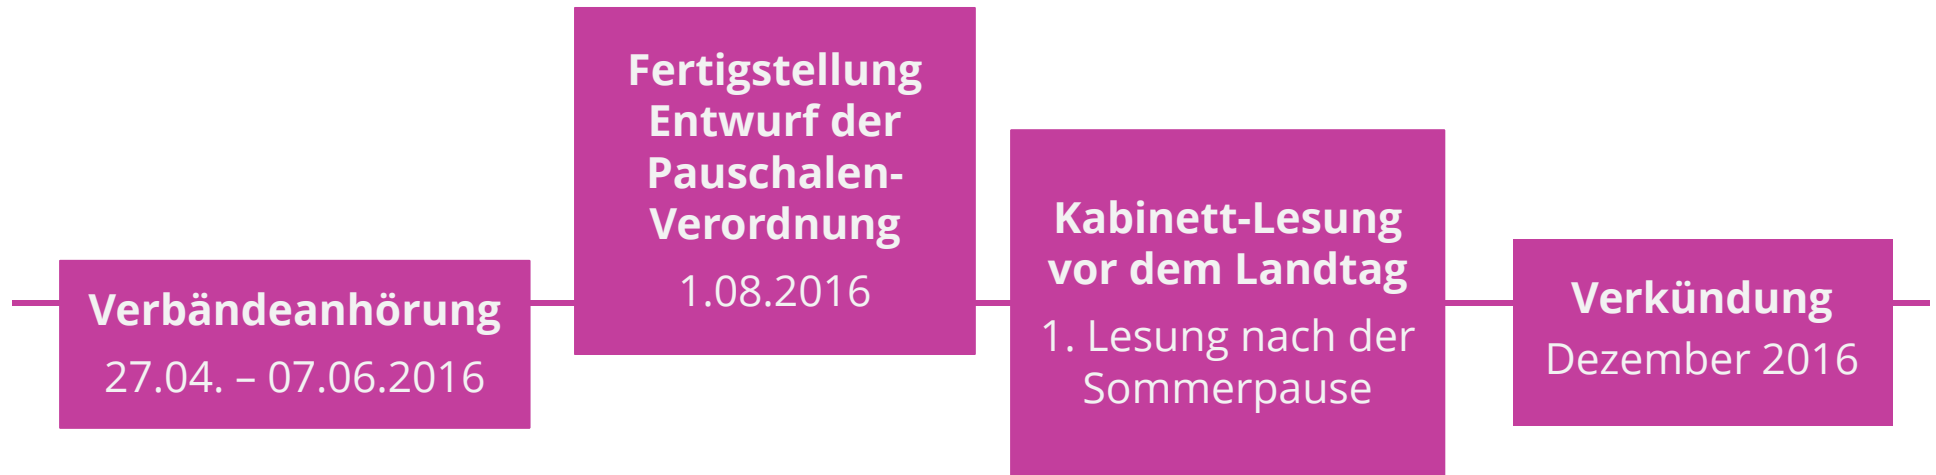 Verbändeanhörung
27.04. – 07.06.2016
Fertigstellung
Entwurf der
Pauschalen-
Verordnung
1.08.2016
Kabinett-Lesung
vor dem Landtag
1. Lesung nach der
Sommerpause
Verkündung
Dezember 2016